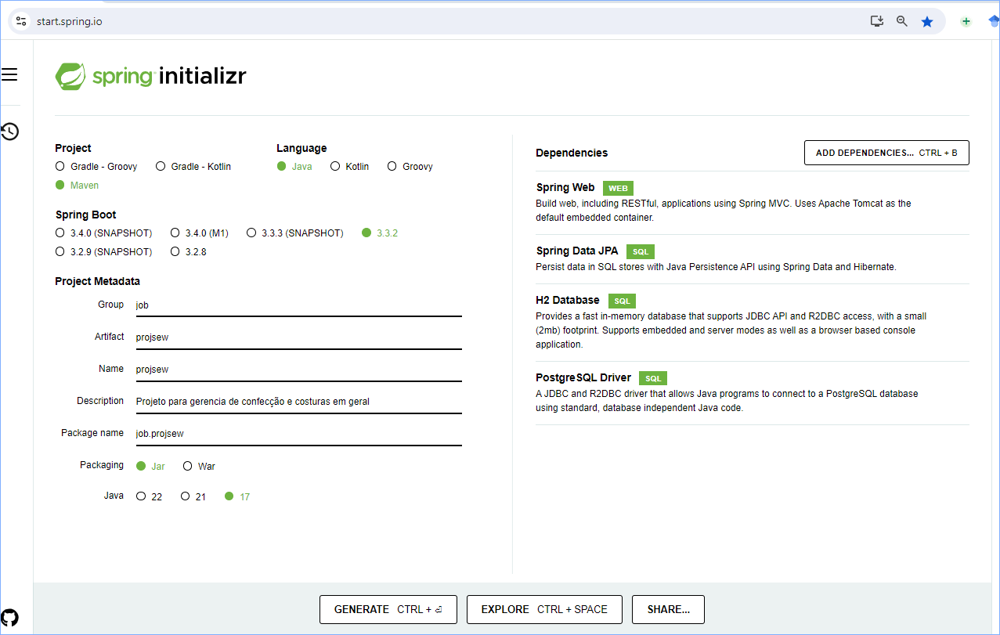 start.spring.io
spring initializr
Project
Gradle - Groovy Gradle - Kotlin
Maven
Language
Java Kotlin Groovy
Spring Boot
3.4.0 (SNAPSHOT) 3.4.0 (M1) 3.3.3 (SNAPSHOT) 3.3.2
3.2.9 (SNAPSHOT) 3.2.8
Project Metadata
Group job
Artifact projsew
Name projsew
Description Projeto para gerencia de confecção e costuras em geral
Package name job.projsew
Packaging Jar War
Java 22 21 17
Dependencies ADD DEPENDENCIES... CTRL + B
Spring Web WEB
Build web, including RESTful, applications using Spring MVC. Uses Apache Tomcat as the
default embedded container.
Spring Data JPA SQL
Persist data in SQL stores with Java Persistence API using Spring Data and Hibernate.
H2 Database SQL
Provides a fast in-memory database that supports JDBC API and R2DBC access, with a small
(2mb) footprint. Supports embedded and server modes as well as a browser based console
application.
PostgreSQL Driver SQL
A JDBC and R2DBC driver that allows Java programs to connect to a PostgreSQL database
using standard, database independent Java code.
GENERATE CTRL + ⏎ EXPLORE CTRL + SPACE SHARE...